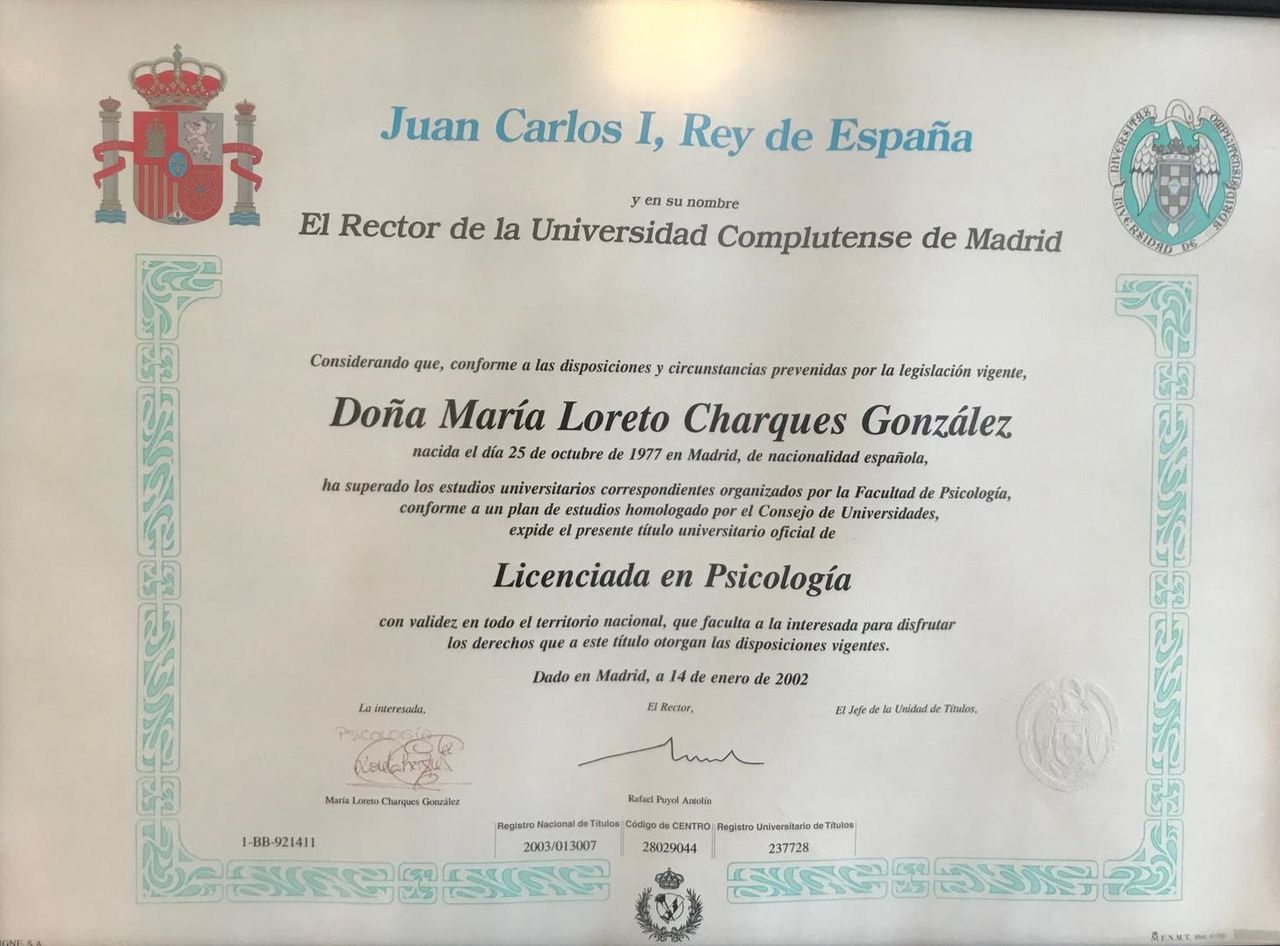 Juan Carlos I, Rey de España
y en su nombre
El Rector de la Universidad Complutense de Madrid
UNIVERSITAS COMPLUTENSIS
UNIVERSIDAD DE MADRID
Considerando que, conforme a las disposiciones y circunstancias prevenidas por la legislación vigente,
Doña María Loreto Charques González
nacida el día 25 de octubre de 1977 en Madrid, de nacionalidad española,
ha superado los estudios universitarios correspondientes organizados por la Facultad de Psicología,
conforme a un plan de estudios homologado por el Consejo de Universidades,
expide el presente título universitario oficial de
Licenciada en Psicología
con validez en todo el territorio nacional, que faculta a la interesada para disfrutar
los derechos que a este título otorgan las disposiciones vigentes.
Dado en Madrid, a 14 de enero de 2002
La interesada, El Rector, El Jefe de la Unidad de Títulos,
PSICOLOGÍA
María Loreto Charques González Rafael Puyol Antolín
Registro Nacional de Títulos Código de CENTRO Registro Universitario de Títulos
1-BB-921411 2003/013007 28029044 237728
SIGNE, S.A. F.N.M.T.